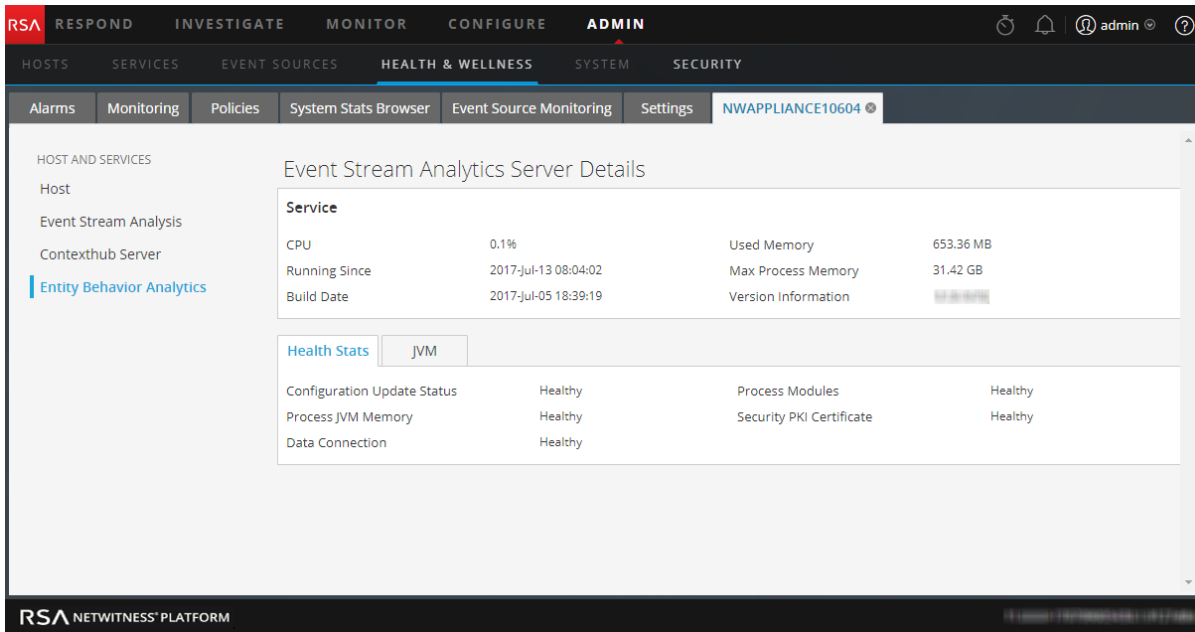 RSA RESPOND INVESTIGATE MONITOR CONFIGURE ADMIN admin ?
HOSTS SERVICES EVENT SOURCES HEALTH & WELLNESS SYSTEM SECURITY
Alarms Monitoring Policies System Stats Browser Event Source Monitoring Settings NWAPPLIANCE10604
HOST AND SERVICES
Host
Event Stream Analysis
Contexthub Server
Entity Behavior Analytics
Event Stream Analytics Server Details
Service
CPU 0.1% Used Memory 653.36 MB
Running Since 2017-Jul-13 08:04:02 Max Process Memory 31.42 GB
Build Date 2017-Jul-05 18:39:19 Version Information
Health Stats JVM
Configuration Update Status Healthy Process Modules Healthy
Process JVM Memory Healthy Security PKI Certificate Healthy
Data Connection Healthy
RSA NETWITNESS® PLATFORM